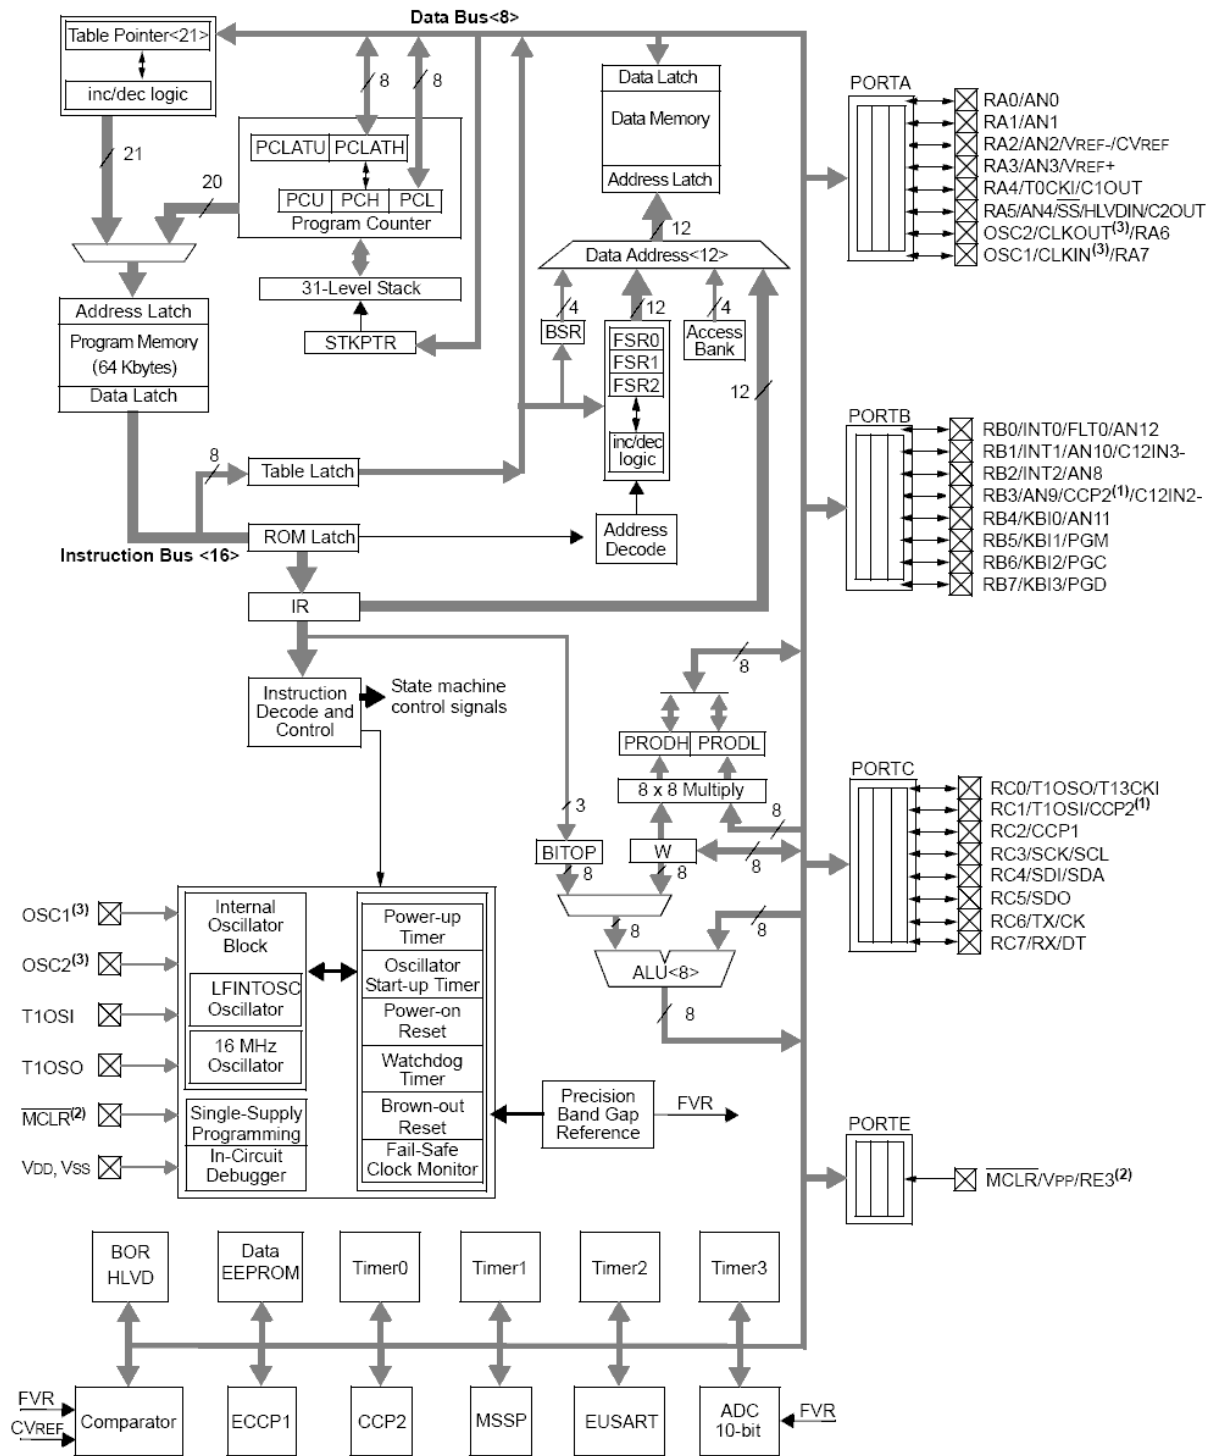 Data Bus<8>
Table Pointer<21>
inc/dec logic
21
20
8
8
PCLATU PCLATH
PCU PCH PCL
Program Counter
31-Level Stack
STKPTR
Data Latch
Data Memory
Address Latch
12
Data Address<12>
4
12
4
BSR
FSR0
FSR1
FSR2
inc/dec
logic
Access
Bank
12
Address
Decode
Address Latch
Program Memory
(64 Kbytes)
Data Latch
8
Table Latch
ROM Latch
Instruction Bus <16>
IR
Instruction
Decode and
Control
State machine
control signals
8
PRODH PRODL
8 x 8 Multiply
3
8
BITOP
W
8
8
8
8
8
ALU<8>
8
OSC1(3)
OSC2(3)
T1OSI
T1OSO
MCLR(2)
VDD, VSS
Internal
Oscillator
Block
LFINTOSC
Oscillator
16 MHz
Oscillator
Single-Supply
Programming
In-Circuit
Debugger
Power-up
Timer
Oscillator
Start-up Timer
Power-on
Reset
Watchdog
Timer
Brown-out
Reset
Fail-Safe
Clock Monitor
Precision
Band Gap
Reference
FVR
PORTA
RA0/AN0
RA1/AN1
RA2/AN2/VREF-/CVREF
RA3/AN3/VREF+
RA4/T0CKI/C1OUT
RA5/AN4/SS/HLVDIN/C2OUT
OSC2/CLKOUT(3)/RA6
OSC1/CLKIN(3)/RA7
PORTB
RB0/INT0/FLT0/AN12
RB1/INT1/AN10/C12IN3-
RB2/INT2/AN8
RB3/AN9/CCP2(1)/C12IN2-
RB4/KBI0/AN11
RB5/KBI1/PGM
RB6/KBI2/PGC
RB7/KBI3/PGD
PORTC
RC0/T1OSO/T13CKI
RC1/T1OSI/CCP2(1)
RC2/CCP1
RC3/SCK/SCL
RC4/SDI/SDA
RC5/SDO
RC6/TX/CK
RC7/RX/DT
PORTE
MCLR/VPP/RE3(2)
BOR
HLVD
Data
EEPROM
Timer0
Timer1
Timer2
Timer3
FVR
CVREF
Comparator
ECCP1
CCP2
MSSP
EUSART
ADC
10-bit
FVR